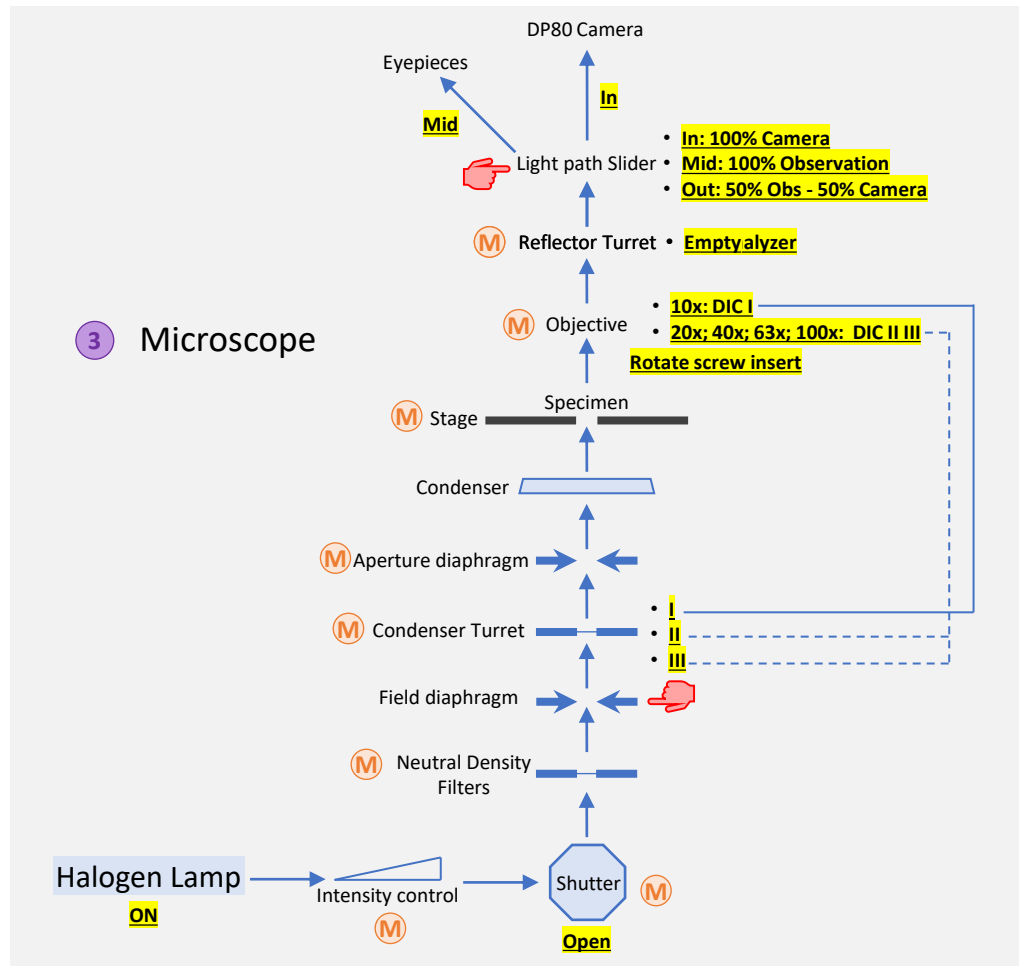 DP80 Camera
Eyepieces
In
Mid
Light path Slider
• In: 100% Camera
• Mid: 100% Observation
• Out: 50% Obs - 50% Camera
M Reflector Turret
• Emptyalyzer
M Objective
• 10x: DIC I
• 20x; 40x; 63x; 100x: DIC II III
Rotate screw insert
3 Microscope
Specimen
M Stage
Condenser
M Aperture diaphragm
M Condenser Turret
• I
• II
• III
Field diaphragm
M Neutral Density
Filters
Halogen Lamp
ON
Intensity control
M
Shutter
M
Open